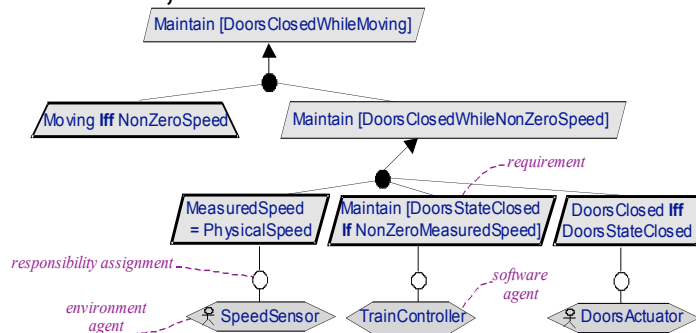 Maintain [DoorsClosedWhileMoving]
Moving Iff NonZeroSpeed
Maintain [DoorsClosedWhileNonZeroSpeed]
requirement
MeasuredSpeed
= PhysicalSpeed
Maintain [DoorsStateClosed
If NonZeroMeasuredSpeed]
DoorsClosed Iff
DoorsStateClosed
responsibility assignment
software
agent
environment
agent
SpeedSensor
TrainController
DoorsActuator